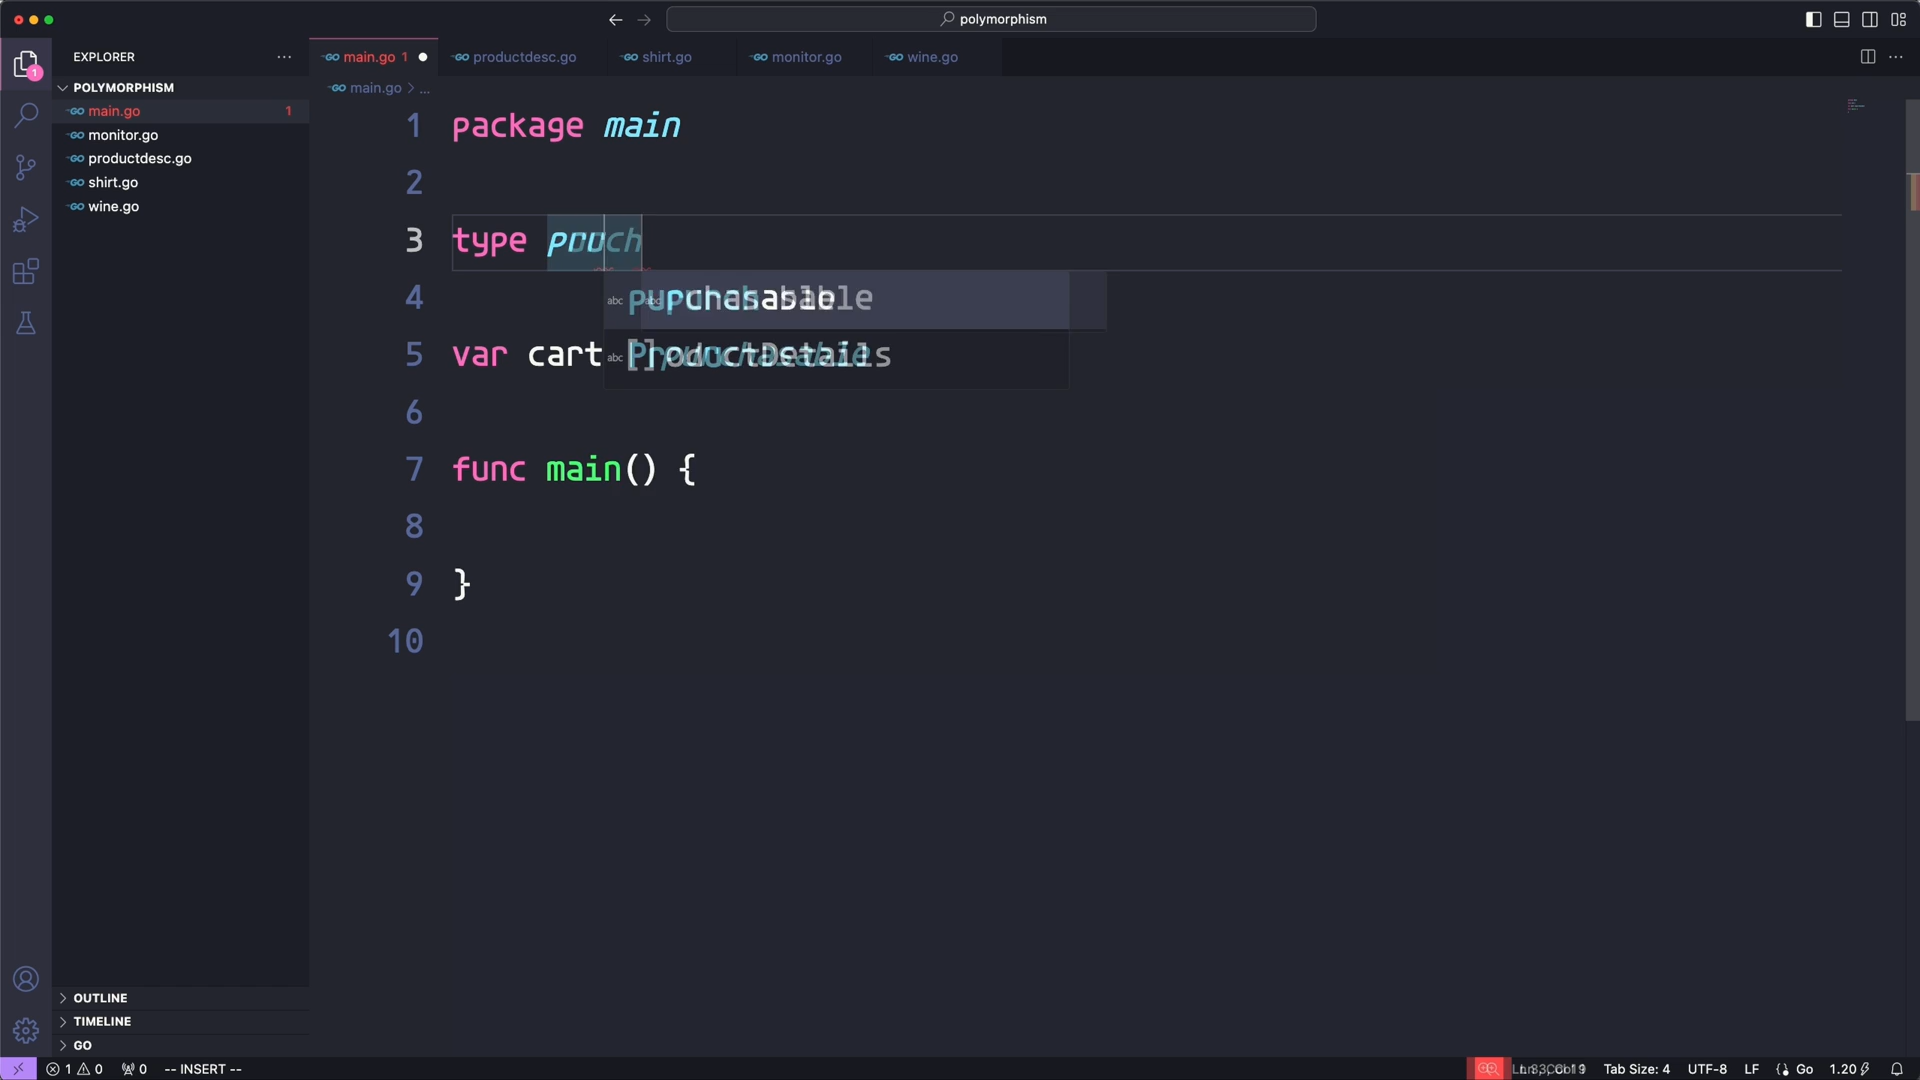 polymorphism
EXPLORER
main.go 1
productdesc.go
shirt.go
monitor.go
wine.go
POLYMORPHISM
main.go > ...
main.go 1
monitor.go
productdesc.go
shirt.go
wine.go
1 package main
2
3 type
4
5 var cart
6
7 func main() {
8
9 }
10
OUTLINE
TIMELINE
GO
1 0 0 -- INSERT --
Tab Size: 4 UTF-8 LF Go 1.20